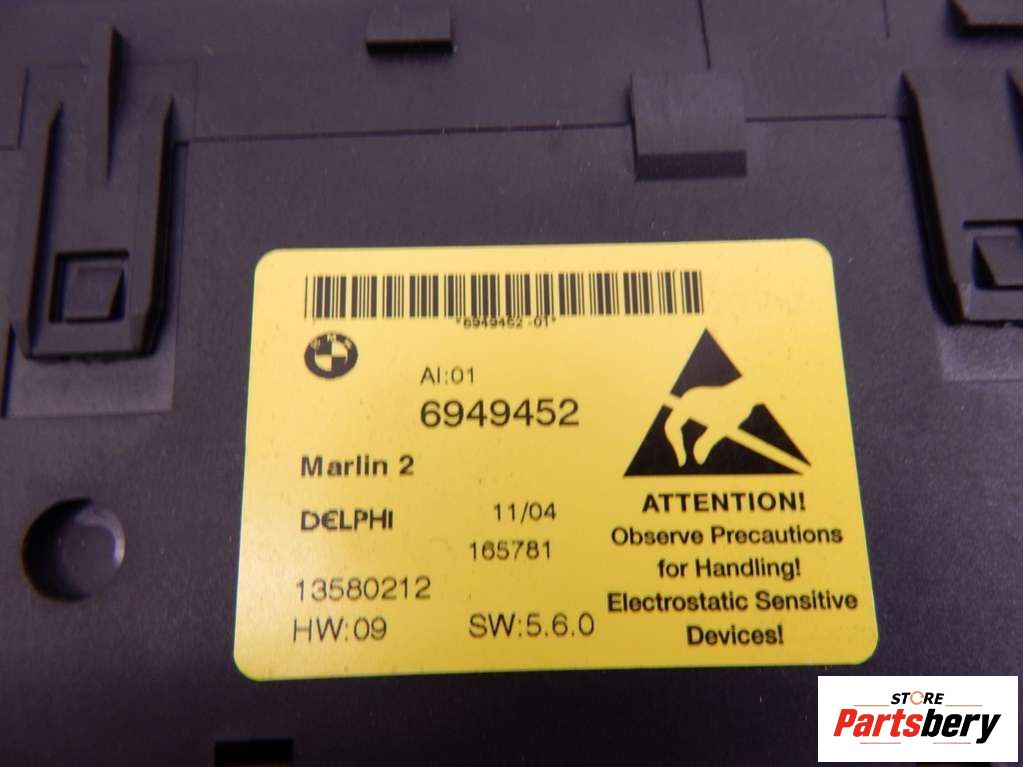 *6949452-01*
BMW
AI:01
6949452
Marlin 2
DELPHI
11/04
165781
13580212
HW:09
SW:5.6.0
ATTENTION!
Observe Precautions
for Handling!
Electrostatic Sensitive
Devices!
STORE
Partsbery